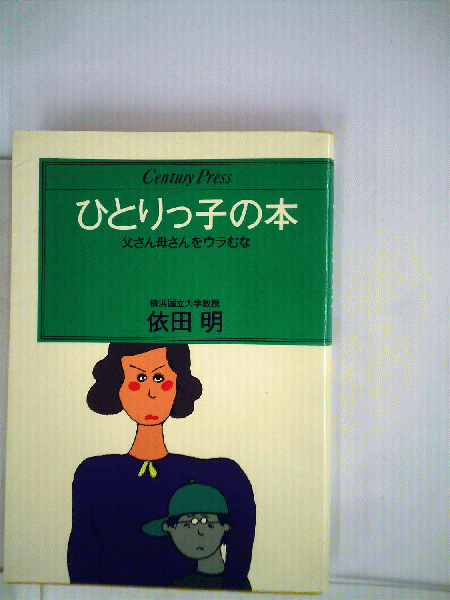 Century Press
ひとりっ子の本
父さん母さんをウラむな
横浜国立大学教授
依田 明